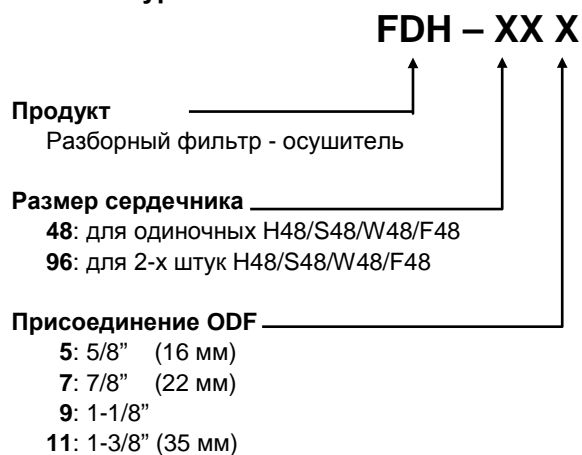 FDH – XX X
Продукт
Разборный фильтр - осушитель
Размер сердечника
48: для одиночных H48/S48/W48/F48
96: для 2-х штук H48/S48/W48/F48
Присоединение ODF
5: 5/8” (16 мм)
7: 7/8” (22 мм)
9: 1-1/8”
11: 1-3/8” (35 мм)